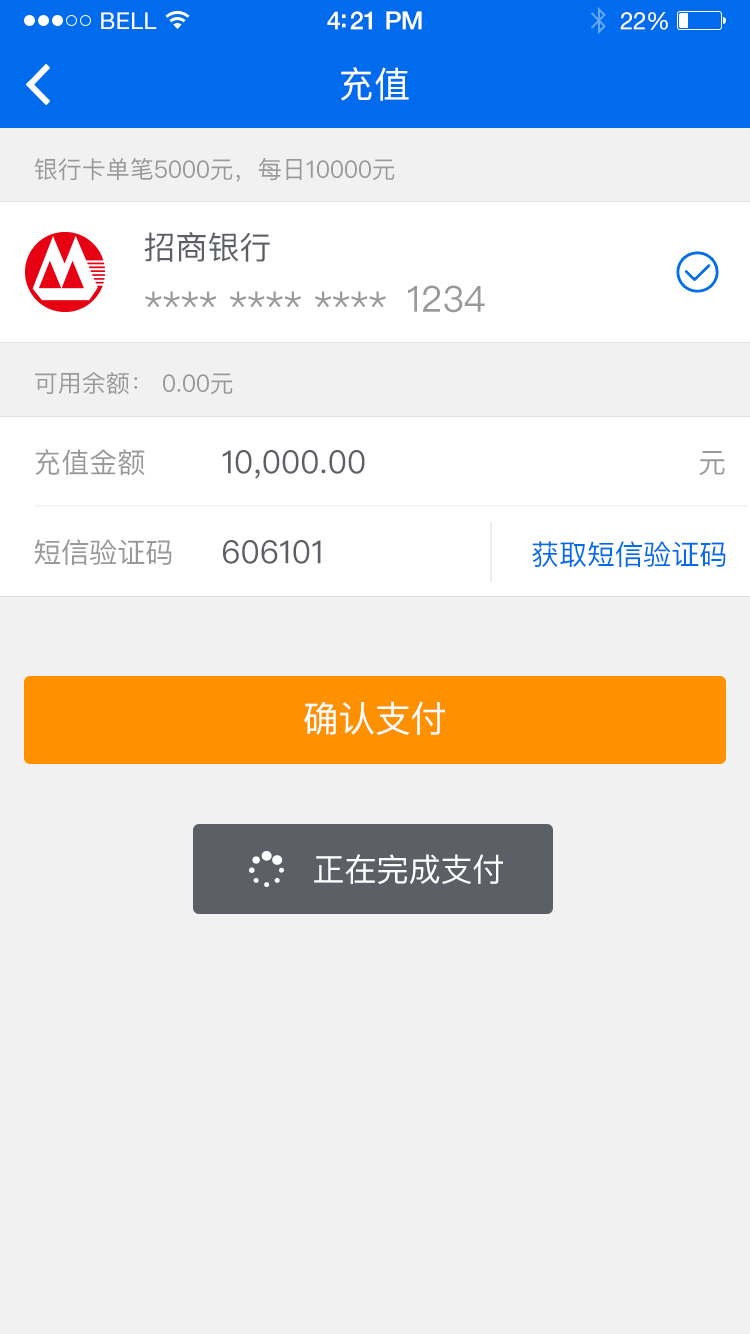 BELL 4:21 PM 22%
充值
银行卡单笔5000元，每日10000元
招商银行
**** **** **** 1234
可用余额： 0.00元
充值金额 10,000.00 元
短信验证码 606101 获取短信验证码
确认支付
正在完成支付